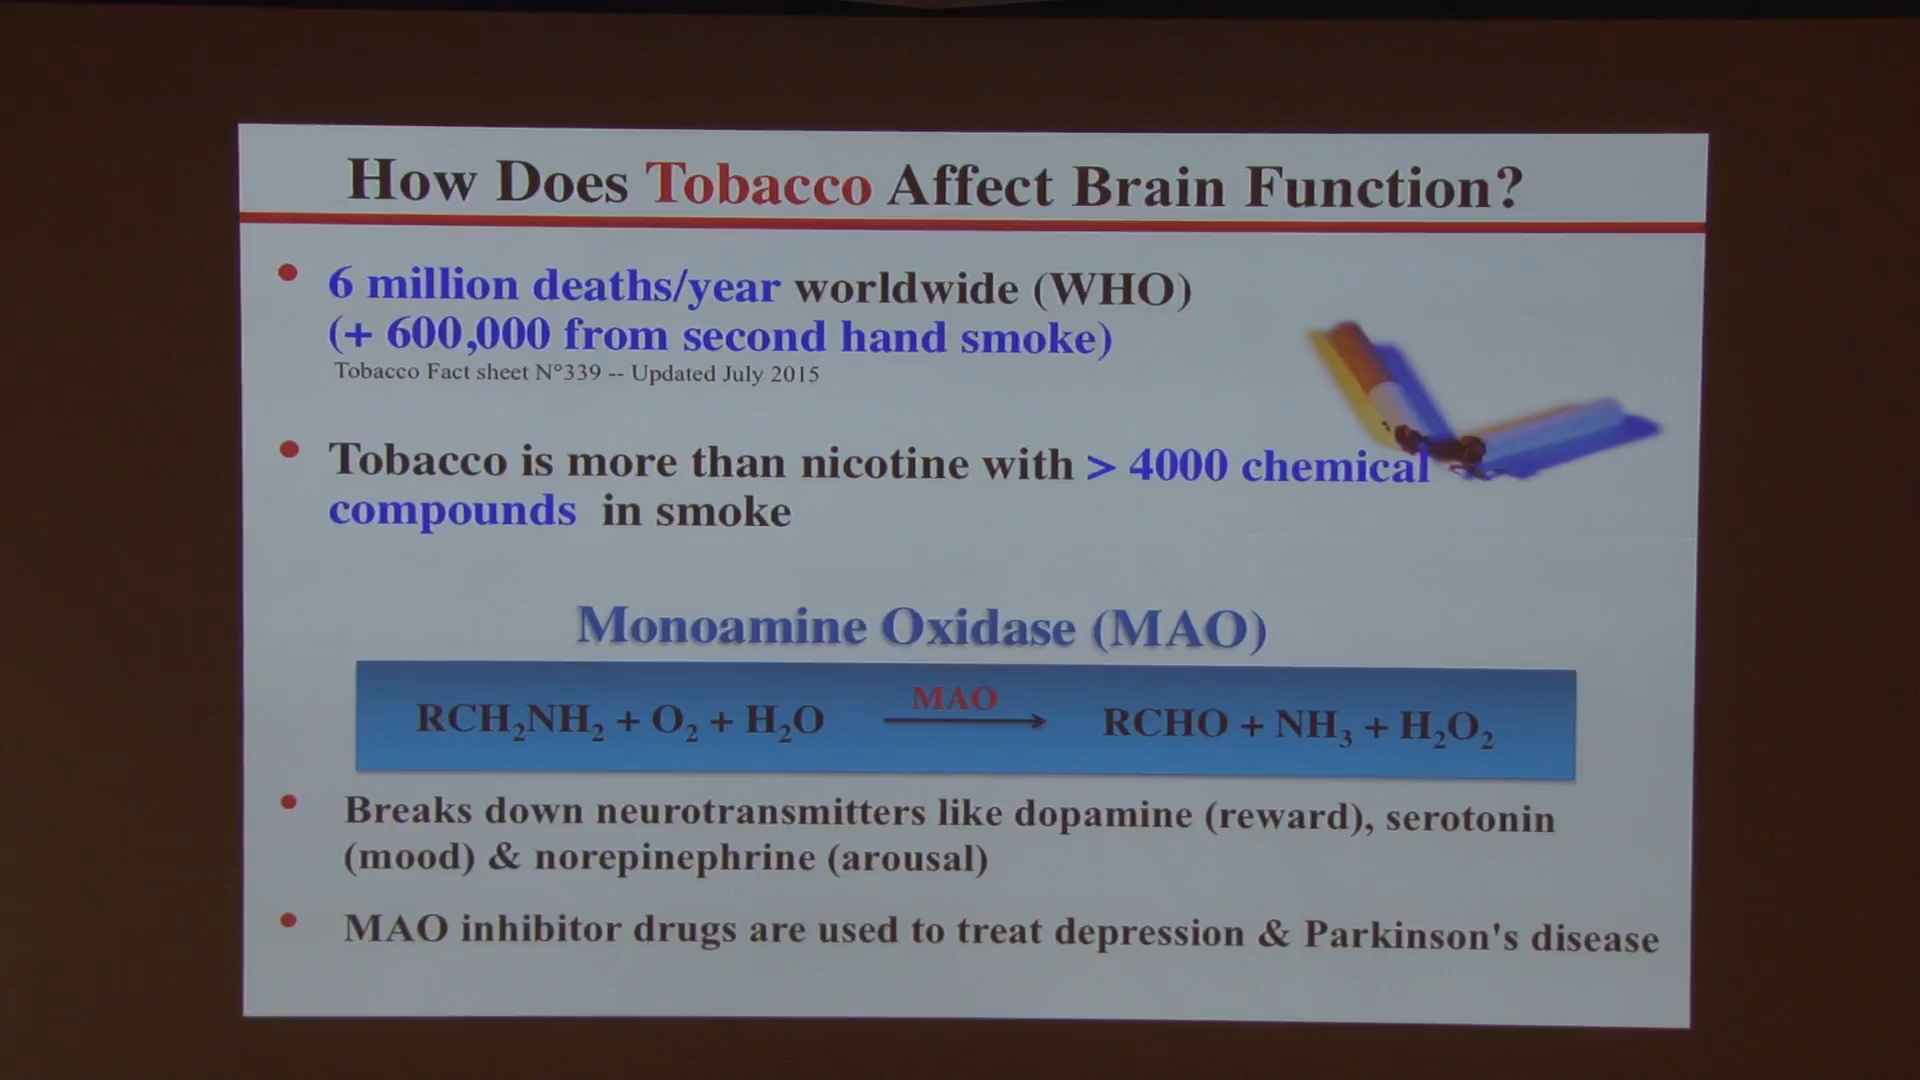 How Does Tobacco Affect Brain Function?
• 6 million deaths/year worldwide (WHO)
(+ 600,000 from second hand smoke)
Tobacco Fact sheet N°339 -- Updated July 2015
• Tobacco is more than nicotine with > 4000 chemical
compounds in smoke
Monoamine Oxidase (MAO)
RCH₂NH₂ + O₂ + H₂O MAO → RCHO + NH₃ + H₂O₂
• Breaks down neurotransmitters like dopamine (reward), serotonin
(mood) & norepinephrine (arousal)
• MAO inhibitor drugs are used to treat depression & Parkinson's disease